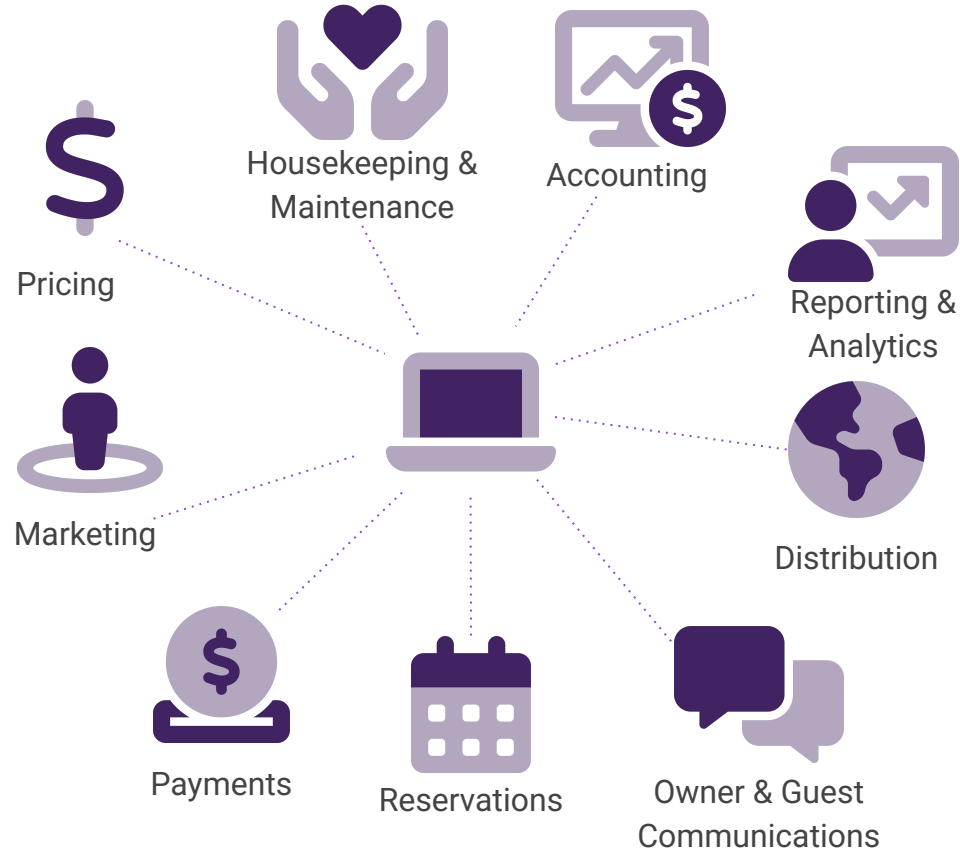 Housekeeping &
Maintenance
Accounting
Pricing
Reporting &
Analytics
Marketing
Distribution
Payments
Reservations
Owner & Guest
Communications
$
$
$